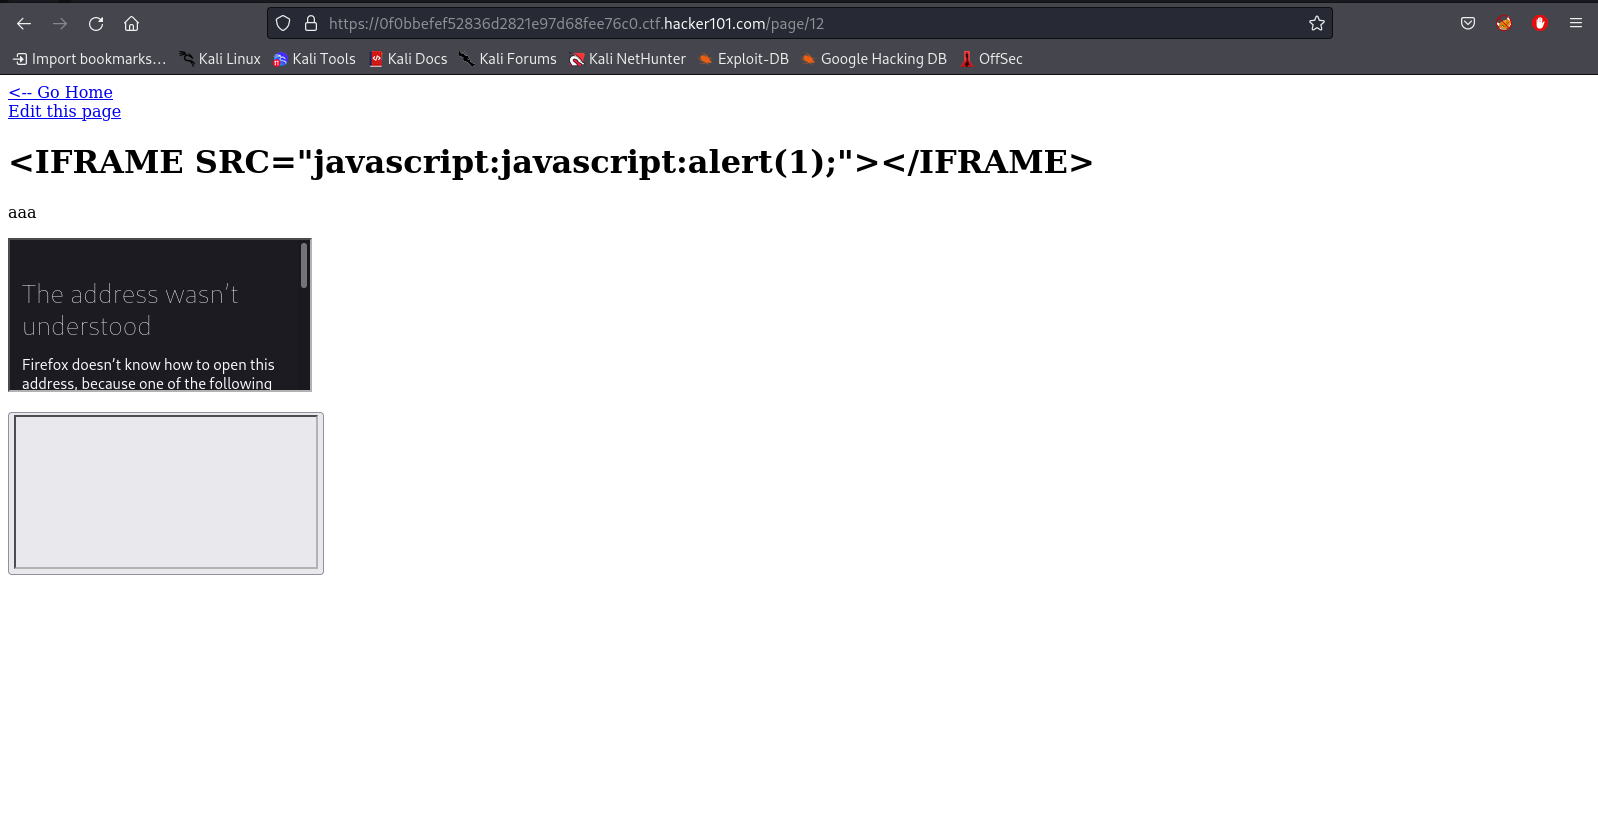 https://0f0bbefef52836d2821e97d68fee76c0.ctf.hacker101.com/page/12
Import bookmarks... Kali Linux Kali Tools Kali Docs Kali Forums Kali NetHunter Exploit-DB Google Hacking DB OffSec
<-- Go Home
Edit this page
<IFRAME SRC="javascript:javascript:alert(1);"></IFRAME>
aaa
The address wasn't
understood
Firefox doesn't know how to open this
address, because one of the following